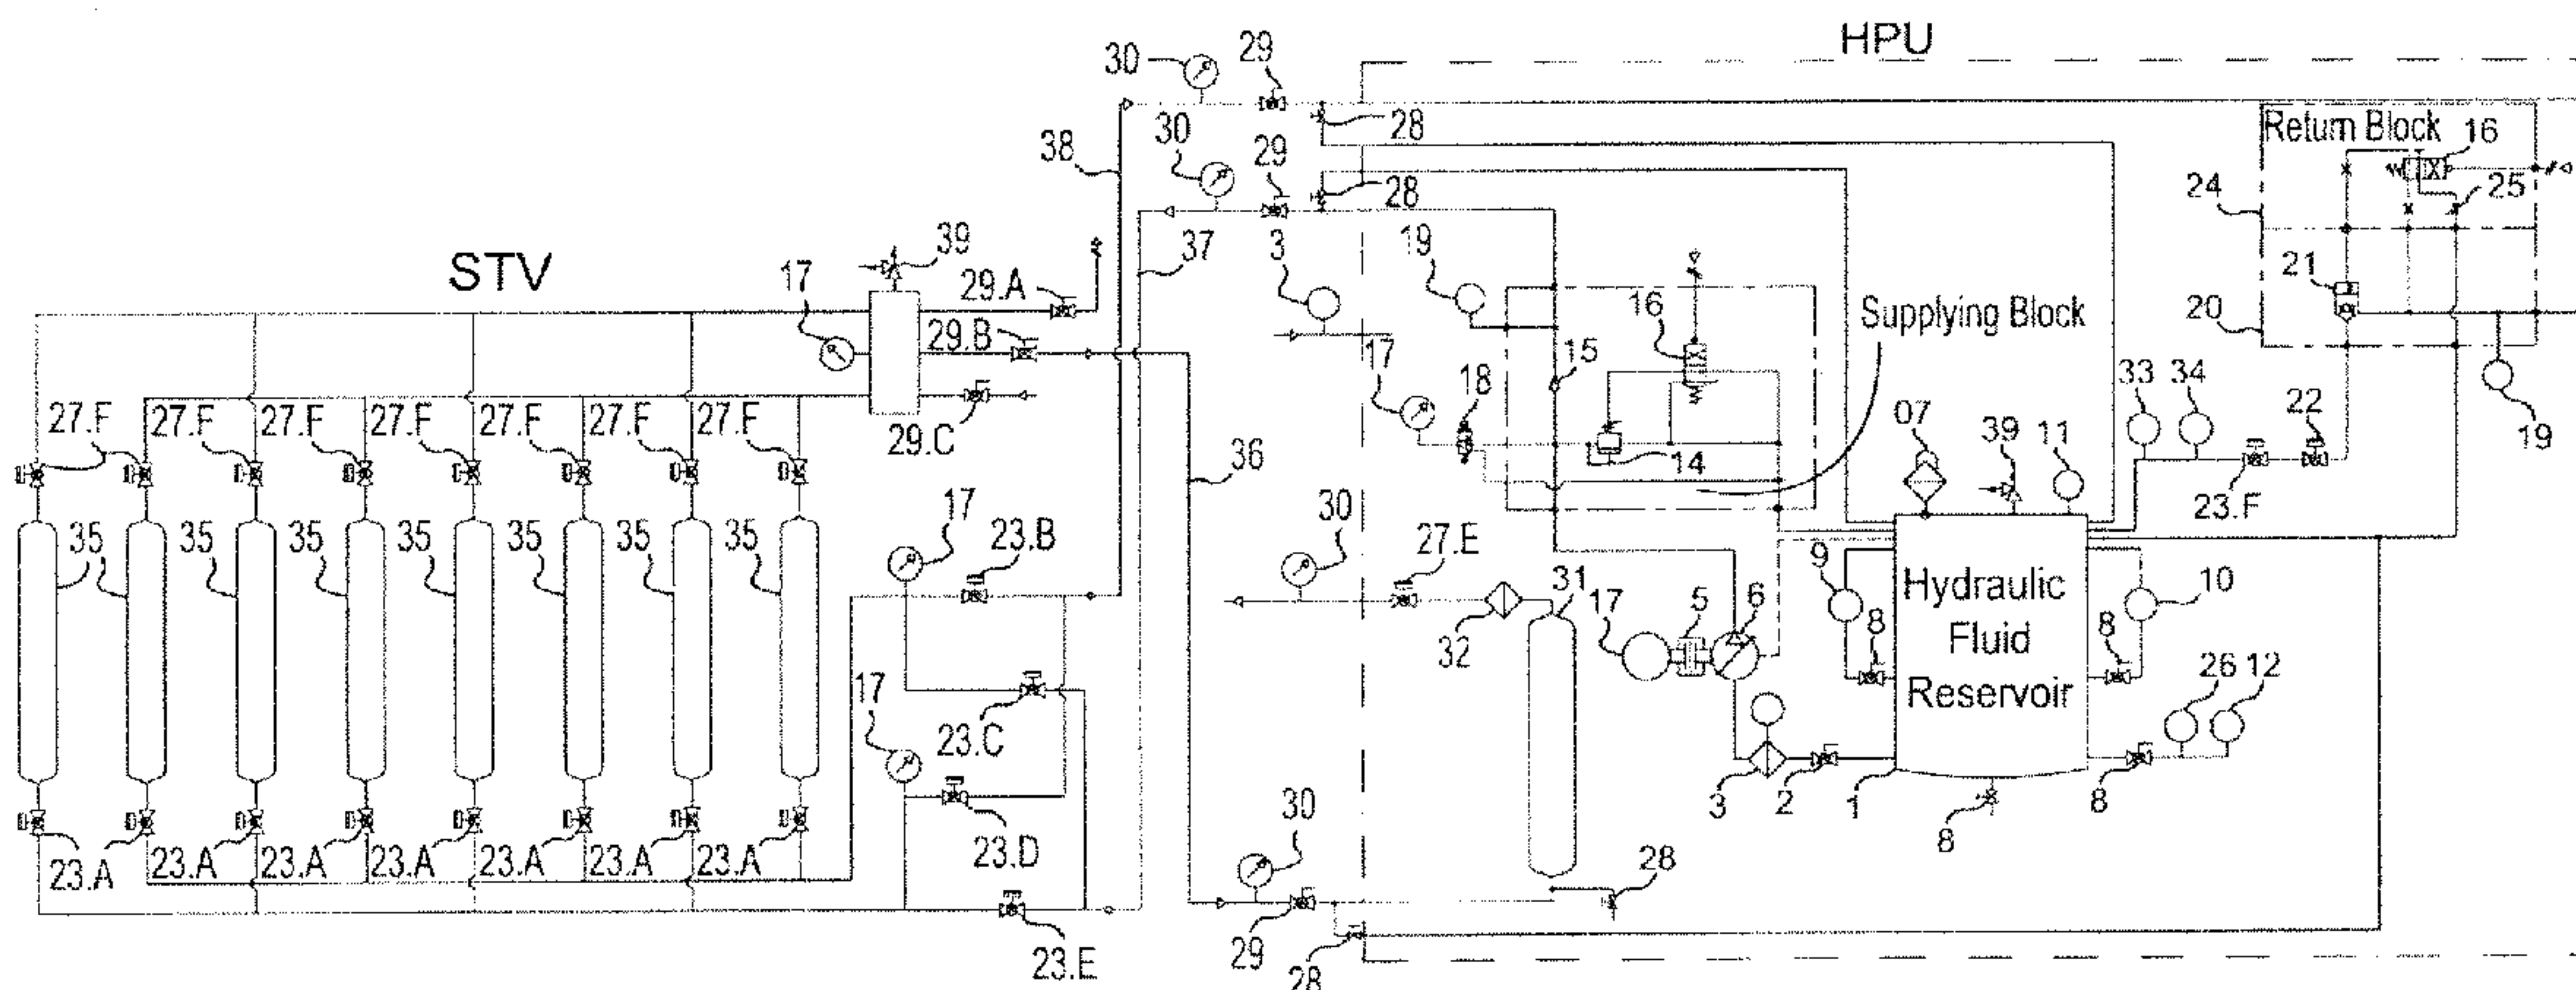 HPU
30
29
28
30
29
28
38
37
Return Block
16
24
25
21
20
STV
39
17
29.A
29.B
29.C
3
19
16
15
Supplying Block
17
18
14
33
34
22
19
07
39
11
23.F
27.F
27.F
27.F
27.F
27.F
27.F
27.F
36
35
35
35
35
35
35
35
35
17
23.B
30
27.E
31
32
17
5
6
9
8
Hydraulic
Fluid
Reservoir
10
8
26
12
17
23.C
23.D
3
2
1
8
8
23.A
23.A
23.A
23.A
23.A
23.A
23.A
30
29
28
28
23.E